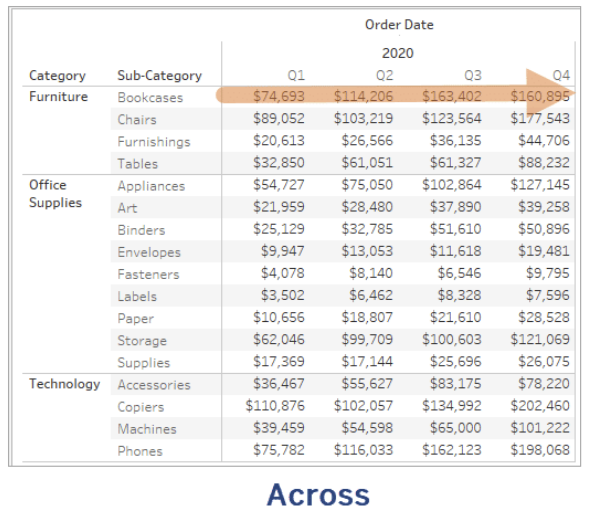 Order Date
2020
Category Sub-Category Q1 Q2 Q3 Q4
Furniture Bookcases $74,693 $114,206 $163,402 $160,895
Chairs $89,052 $103,219 $123,564 $177,543
Furnishings $20,613 $26,566 $36,135 $44,706
Tables $32,850 $61,051 $61,327 $88,232
Office Supplies Appliances $54,727 $75,050 $102,864 $127,145
Art $21,959 $28,480 $37,890 $39,258
Binders $25,129 $32,785 $51,610 $50,896
Envelopes $9,947 $13,053 $11,618 $19,481
Fasteners $4,078 $8,140 $6,546 $9,795
Labels $3,502 $6,462 $8,328 $7,596
Paper $10,656 $18,807 $21,610 $28,528
Storage $62,046 $99,709 $100,603 $121,069
Supplies $17,369 $17,144 $25,696 $26,075
Technology Accessories $36,467 $55,627 $83,175 $78,220
Copiers $110,876 $102,057 $134,992 $202,460
Machines $39,459 $54,598 $65,000 $101,222
Phones $75,782 $116,033 $162,123 $198,068
Across